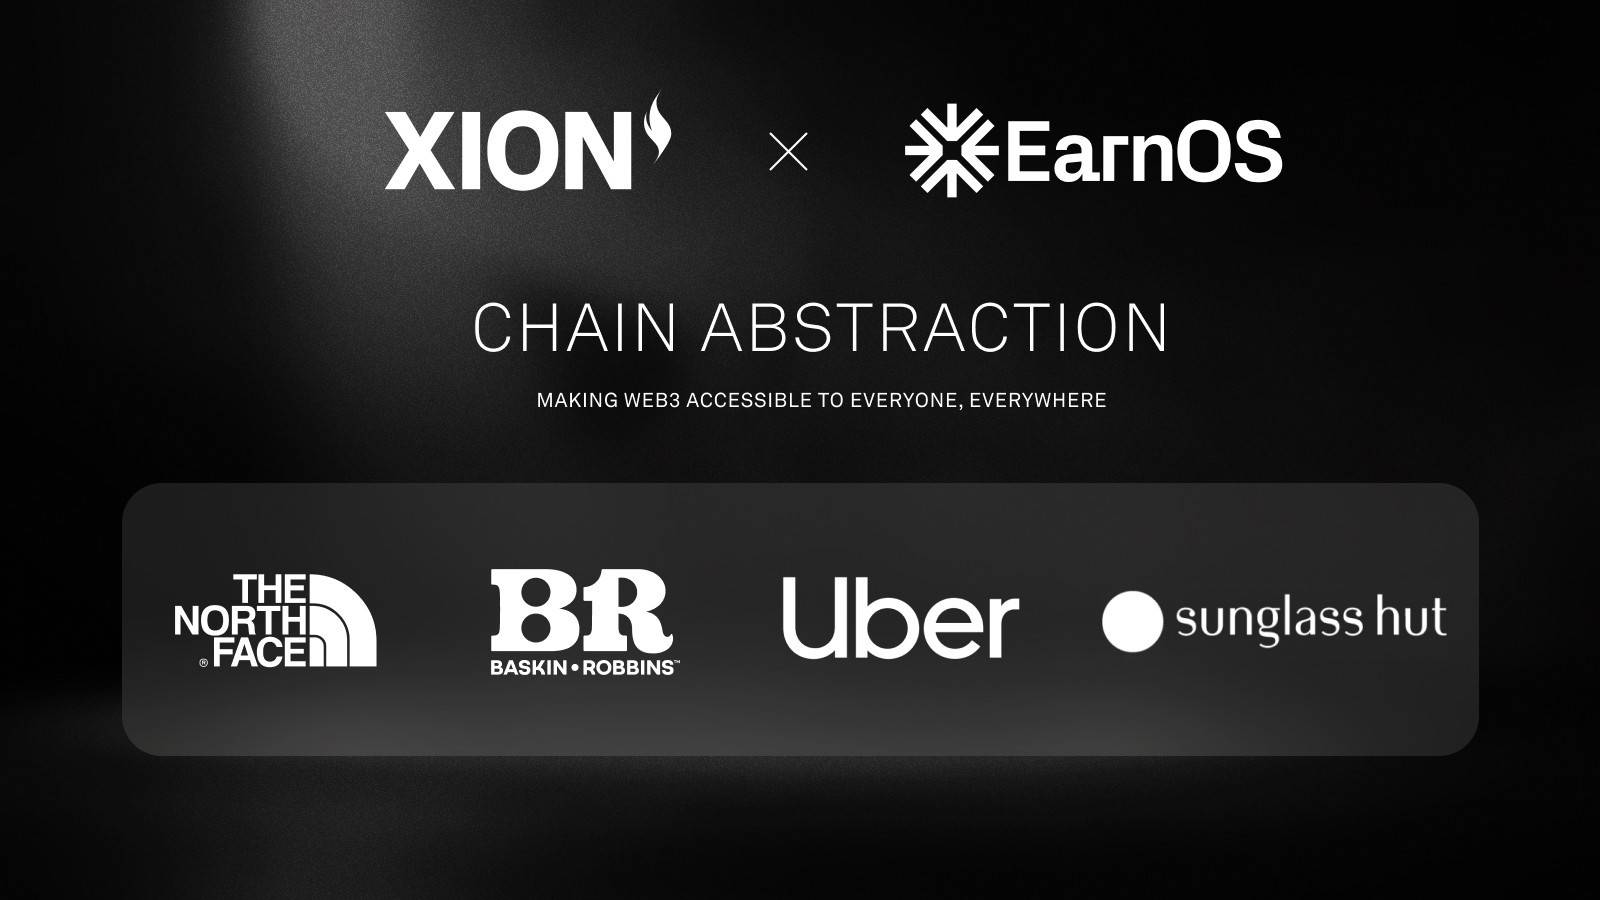 XION
EarnOS
CHAIN ABSTRACTION
MAKING WEB3 ACCESSIBLE TO EVERYONE, EVERYWHERE
THE
NORTH
® FACE
BR
BASKIN • ROBBINS™
Uber
sunglass hut